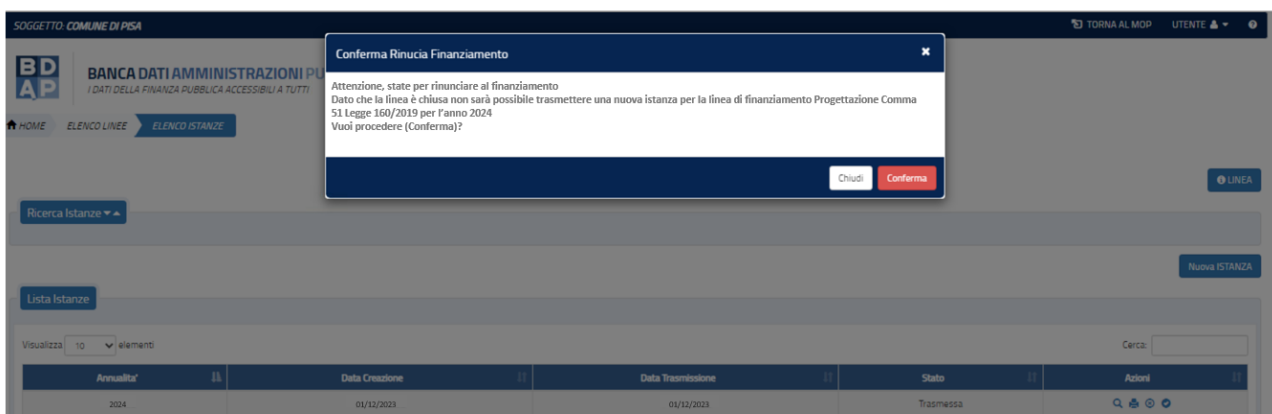 SOGGETTO: COMUNE DI PISA
TORNA AL MOP UTENTE
BD
AP
BANCA DATI AMMINISTRAZIONI PU
I DATI DELLA FINANZA PUBBLICA ACCESSIBILI A TUTTI
HOME ELENCO LINEE ELENCO ISTANZE
Conferma Rinucia Finanziamento
Attenzione, state per rinunciare al finanziamento
Dato che la linea è chiusa non sarà possibile trasmettere una nuova istanza per la linea di finanziamento Progettazione Comma
51 Legge 160/2019 per l'anno 2024
Vuoi procedere (Conferma)?
Chiudi Conferma
LINEA
Ricerca Istanze
Nuova ISTANZA
Lista Istanze
Visualizza 10 elementi Cerca:
Annualita' Data Creazione Data Trasmissione Stato Azioni
2024 01/12/2023 01/12/2023 Trasmessa